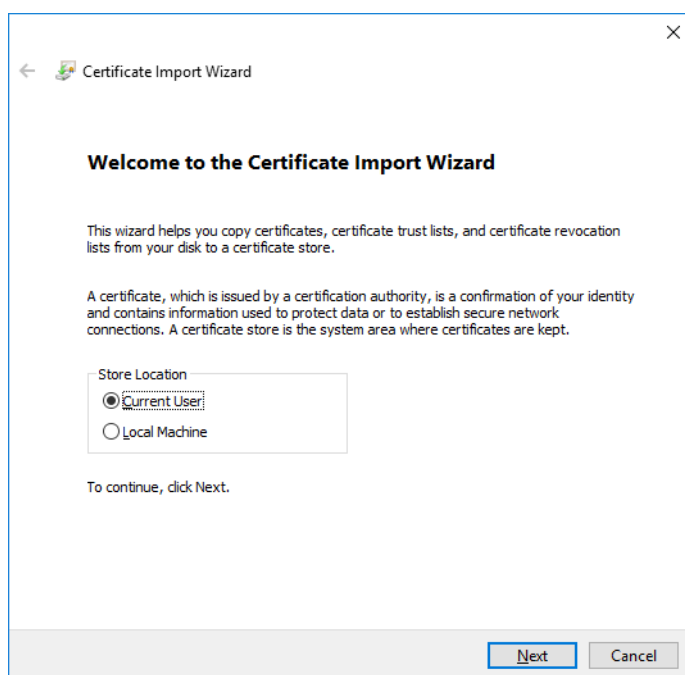 Certificate Import Wizard
Welcome to the Certificate Import Wizard
This wizard helps you copy certificates, certificate trust lists, and certificate revocation
lists from your disk to a certificate store.
A certificate, which is issued by a certification authority, is a confirmation of your identity
and contains information used to protect data or to establish secure network
connections. A certificate store is the system area where certificates are kept.
Store Location
Current User
Local Machine
To continue, click Next.
Next
Cancel